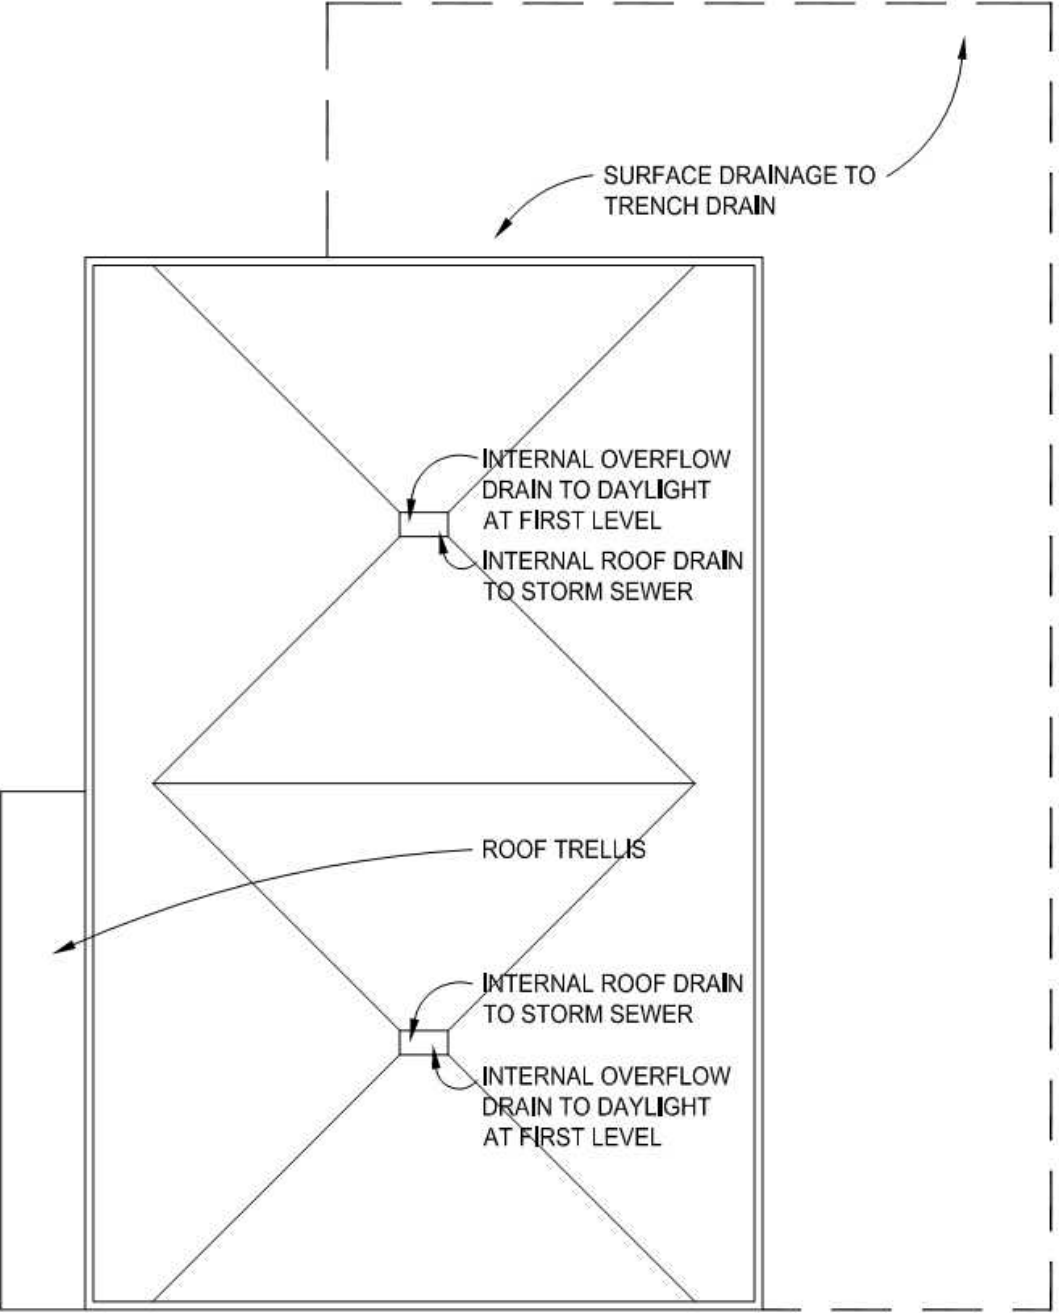 SURFACE DRAINAGE TO
TRENCH DRAIN
INTERNAL OVERFLOW
DRAIN TO DAYLIGHT
AT FIRST LEVEL
INTERNAL ROOF DRAIN
TO STORM SEWER
ROOF TRELLIS
INTERNAL ROOF DRAIN
TO STORM SEWER
INTERNAL OVERFLOW
DRAIN TO DAYLIGHT
AT FIRST LEVEL